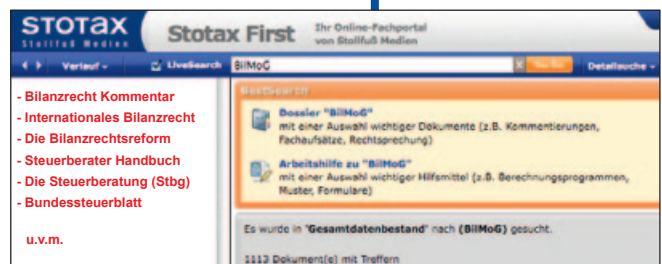 STOTAX
Stollfuß Medien
Stotax First
Ihr Online-Fachportal
von Stollfuß Medien
Verlauf
LiveSearch
BilMoG
X
Suche
Detailsuche
- Bilanzrecht Kommentar
- Internationales Bilanzrecht
- Die Bilanzrechtsreform
- Steuerberater Handbuch
- Die Steuerberatung (Stbg)
- Bundessteuerblatt
u.v.m.
BestSearch
Dossier "BilMoG"
mit einer Auswahl wichtiger Dokumente (z.B. Kommentierungen,
Fachaufsätze, Rechtsprechung)
Arbeitshilfe zu "BilMoG"
mit einer Auswahl wichtiger Hilfsmittel (z.B. Berechnungsprogrammen,
Muster, Formulare)
Es wurde in "Gesamtdatenbestand" nach (BilMoG) gesucht.
1113 Dokument(e) mit Treffern